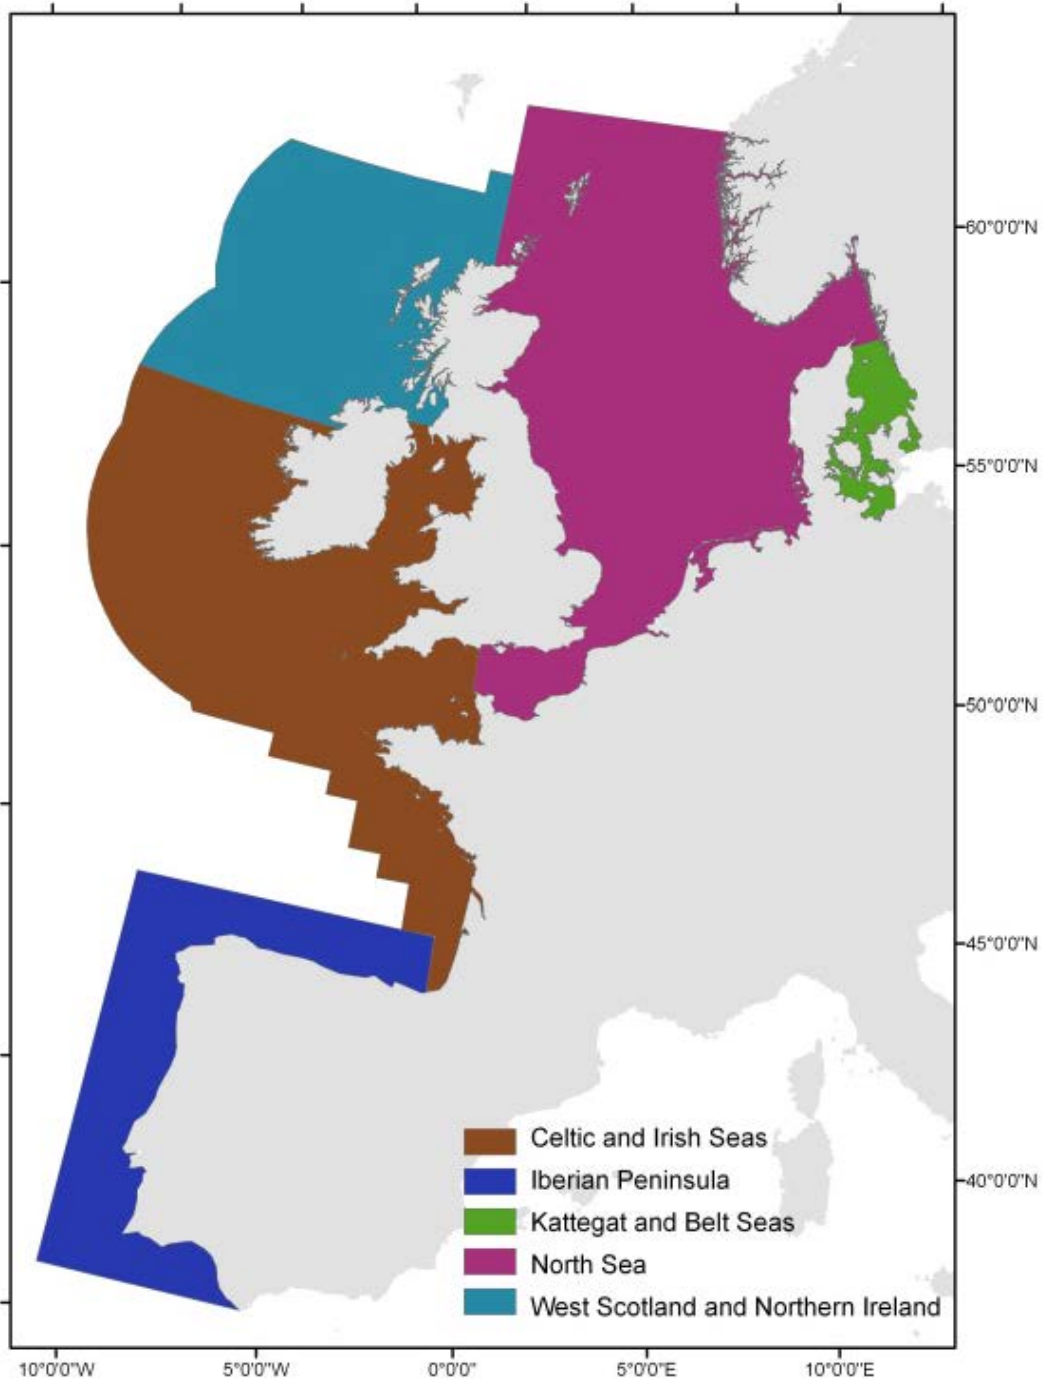 60°0'0"N
55°0'0"N
50°0'0"N
45°0'0"N
Celtic and Irish Seas
Iberian Peninsula
40°0'0"N
Kattegat and Belt Seas
North Sea
West Scotland and Northern Ireland
10°0'0"W 5°0'0"W 0°0'0" 5°0'0"E 10°0'0"E